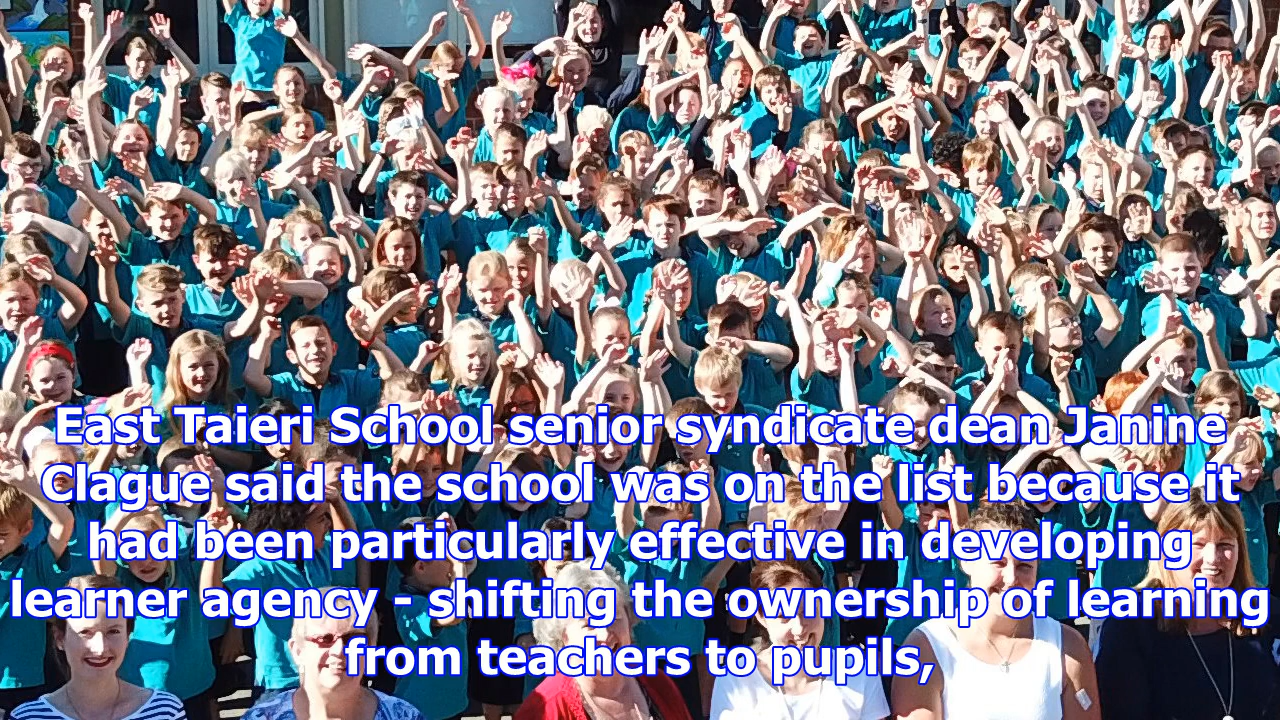 East Taieri School senior syndicate dean Janine
Clague said the school was on the list because it
had been particularly effective in developing
learner agency - shifting the ownership of learning
from teachers to pupils,